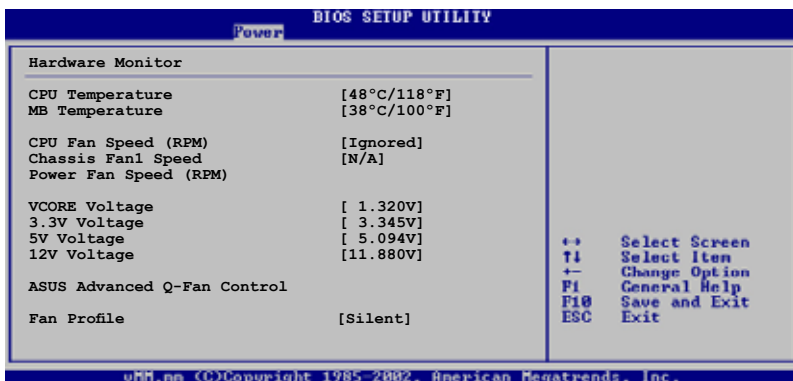 BIOS SETUP UTILITY
Power
Hardware Monitor
CPU Temperature [48°C/118°F]
MB Temperature [38°C/100°F]
CPU Fan Speed (RPM) [Ignored]
Chassis Fan1 Speed [N/A]
Power Fan Speed (RPM)
VCORE Voltage [ 1.320V]
3.3V Voltage [ 3.345V]
5V Voltage [ 5.094V]
12V Voltage [11.880V]
ASUS Advanced Q-Fan Control
Fan Profile [Silent]
←→ Select Screen
↑↓ Select Item
+- Change Option
F1 General Help
F10 Save and Exit
ESC Exit
vMM.nn (C)Copyright 1985-2002, American Megatrends, Inc.